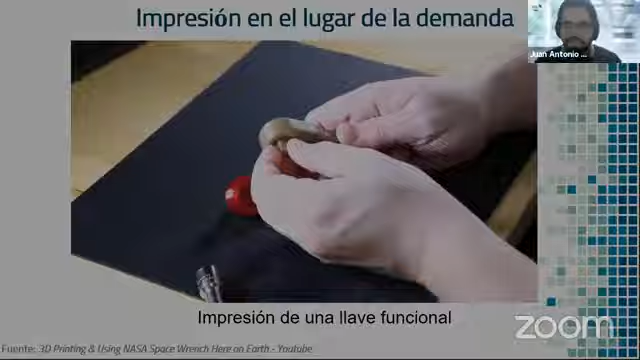 Impresión en el lugar de la demanda
Juan Antonio ...
Impresión de una llave funcional
Fuente: 3D Printing & Using NASA Space Wrench Here on Earth - Youtube
zoom